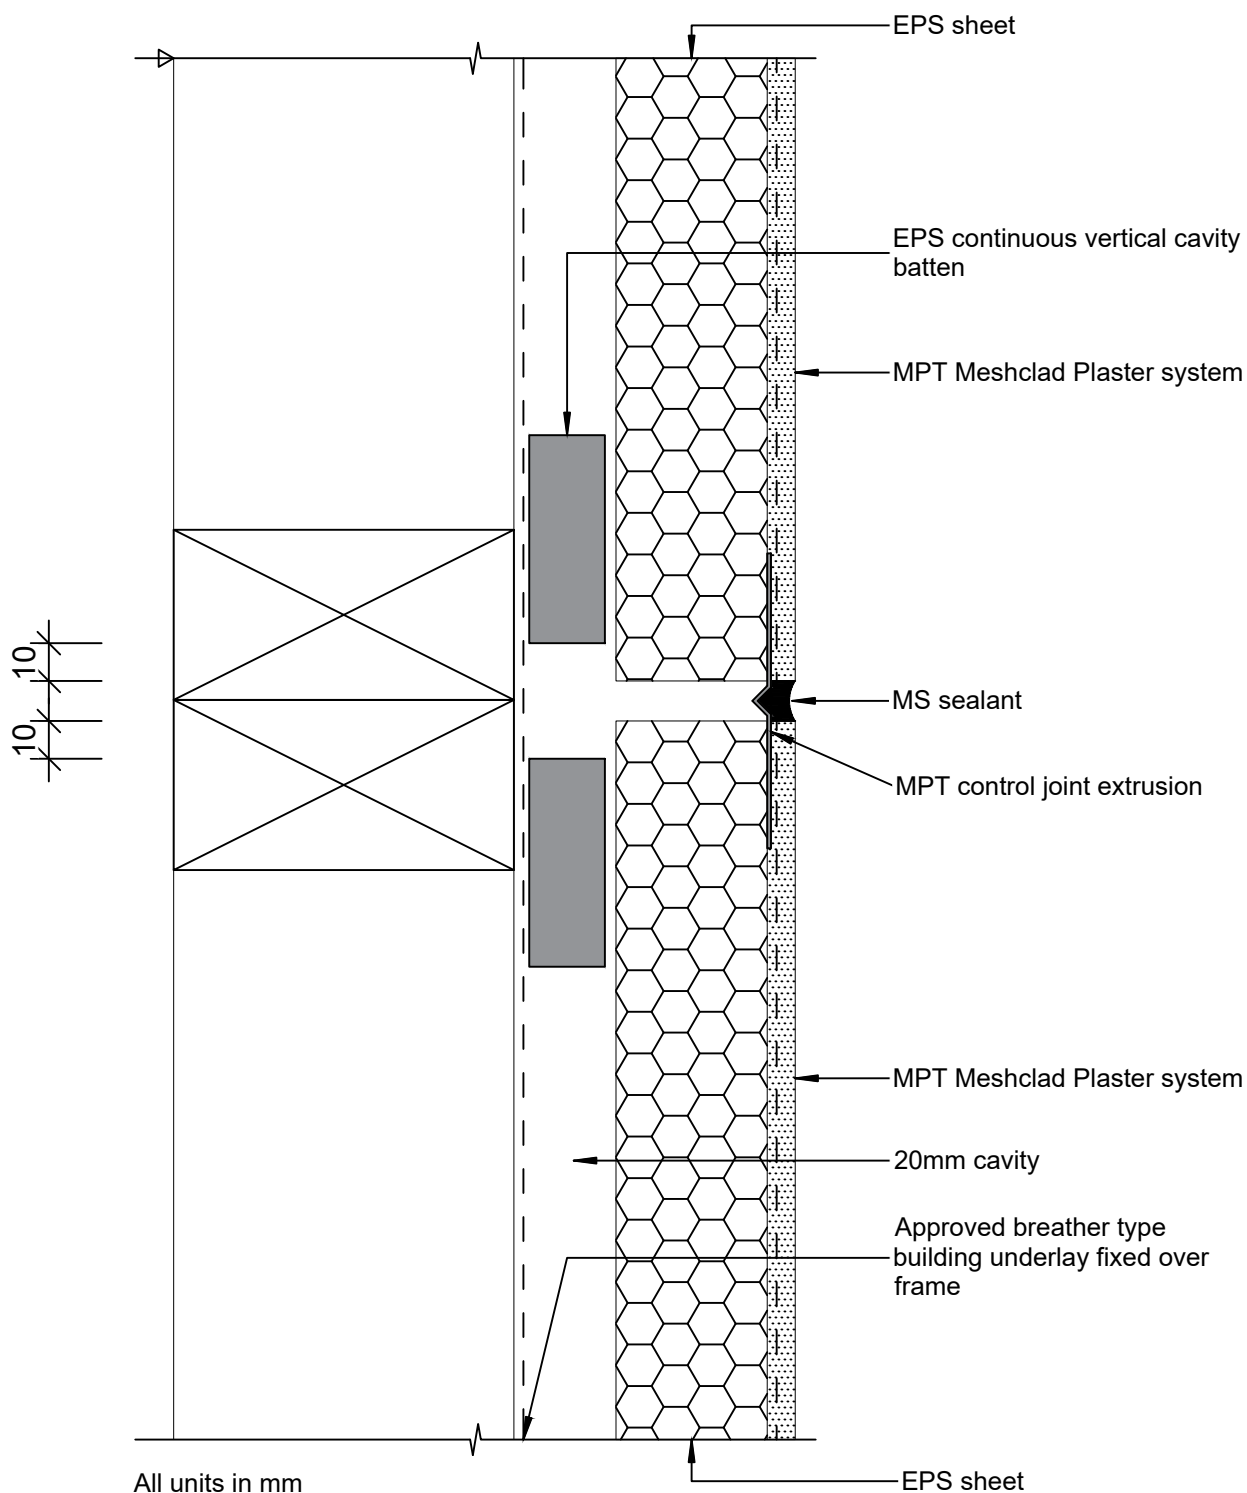 EPS sheet
EPS continuous vertical cavity
batten
MPT Meshclad Plaster system
10
MS sealant
10
MPT control joint extrusion
MPT Meshclad Plaster system
20mm cavity
Approved breather type
building underlay fixed over
frame
All units in mm
EPS sheet